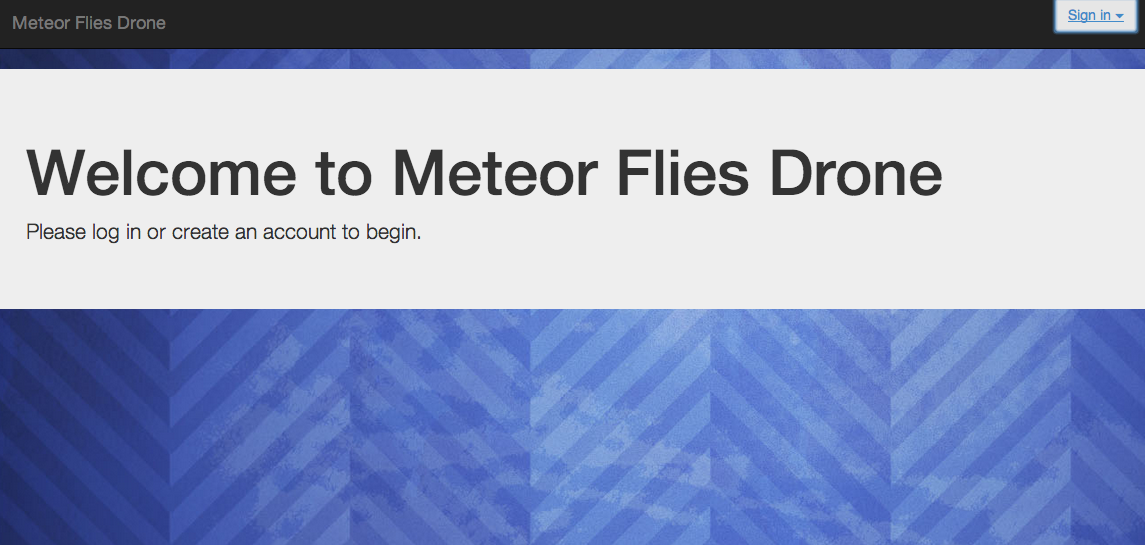 Meteor Flies Drone
Sign in
Welcome to Meteor Flies Drone
Please log in or create an account to begin.